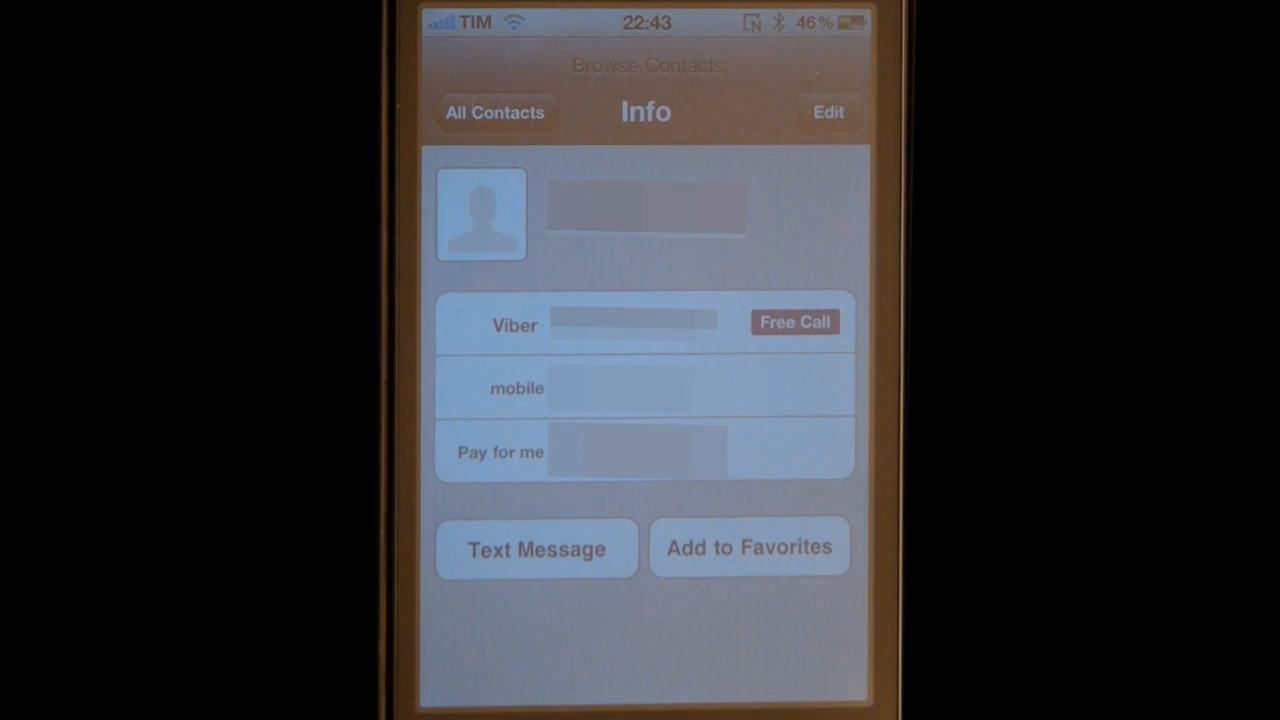 TIM 22:43 46%
Browse Contacts
All Contacts Info Edit
Viber Free Call
mobile
Pay for me
Text Message Add to Favorites